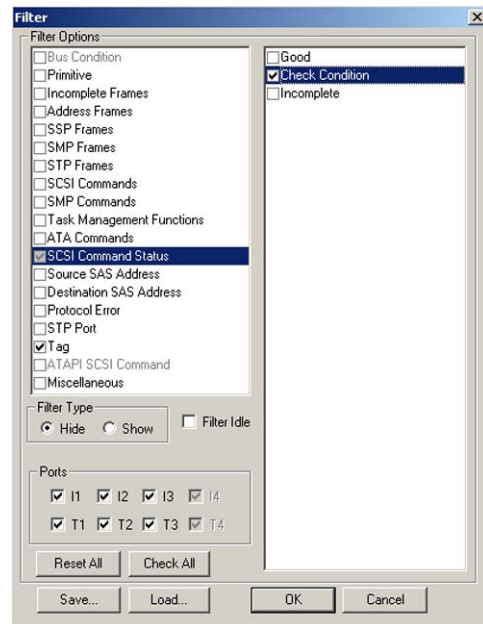 Filter
Filter Options
Bus Condition
Primitive
Incomplete Frames
Address Frames
SSP Frames
SMP Frames
STP Frames
SCSI Commands
SMP Commands
Task Management Functions
ATA Commands
SCSI Command Status
Source SAS Address
Destination SAS Address
Protocol Error
STP Port
Tag
ATAPI SCSI Command
Miscellaneous
Good
Check Condition
Incomplete
Filter Type
Hide Show
Filter Idle
Ports
I1 I2 I3 I4
T1 T2 T3 T4
Reset All Check All
Save... Load... OK Cancel